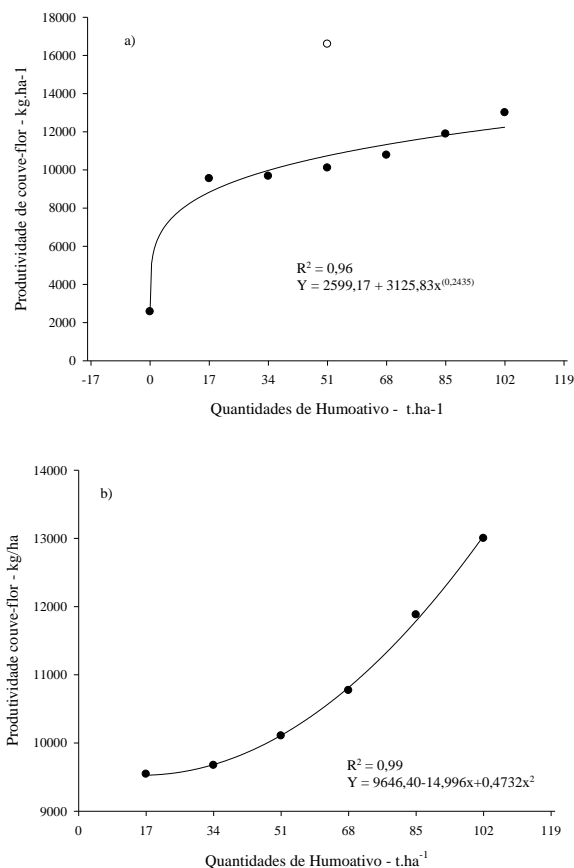 18000
a)
16000
14000
12000
10000
8000
6000
4000
2000
0
Produtividade de couve-flor - kg.ha-1
R² = 0,96
Y = 2599,17 + 3125,83x^(0,2435)
-17 0 17 34 51 68 85 102 119
Quantidades de Humoativo - t.ha-1
14000
b)
13000
12000
11000
10000
9000
Produtividade couve-flor - kg/ha
R² = 0,99
Y = 9646,40-14,996x+0,4732x²
0 17 34 51 68 85 102 119
Quantidades de Humoativo - t.ha⁻¹